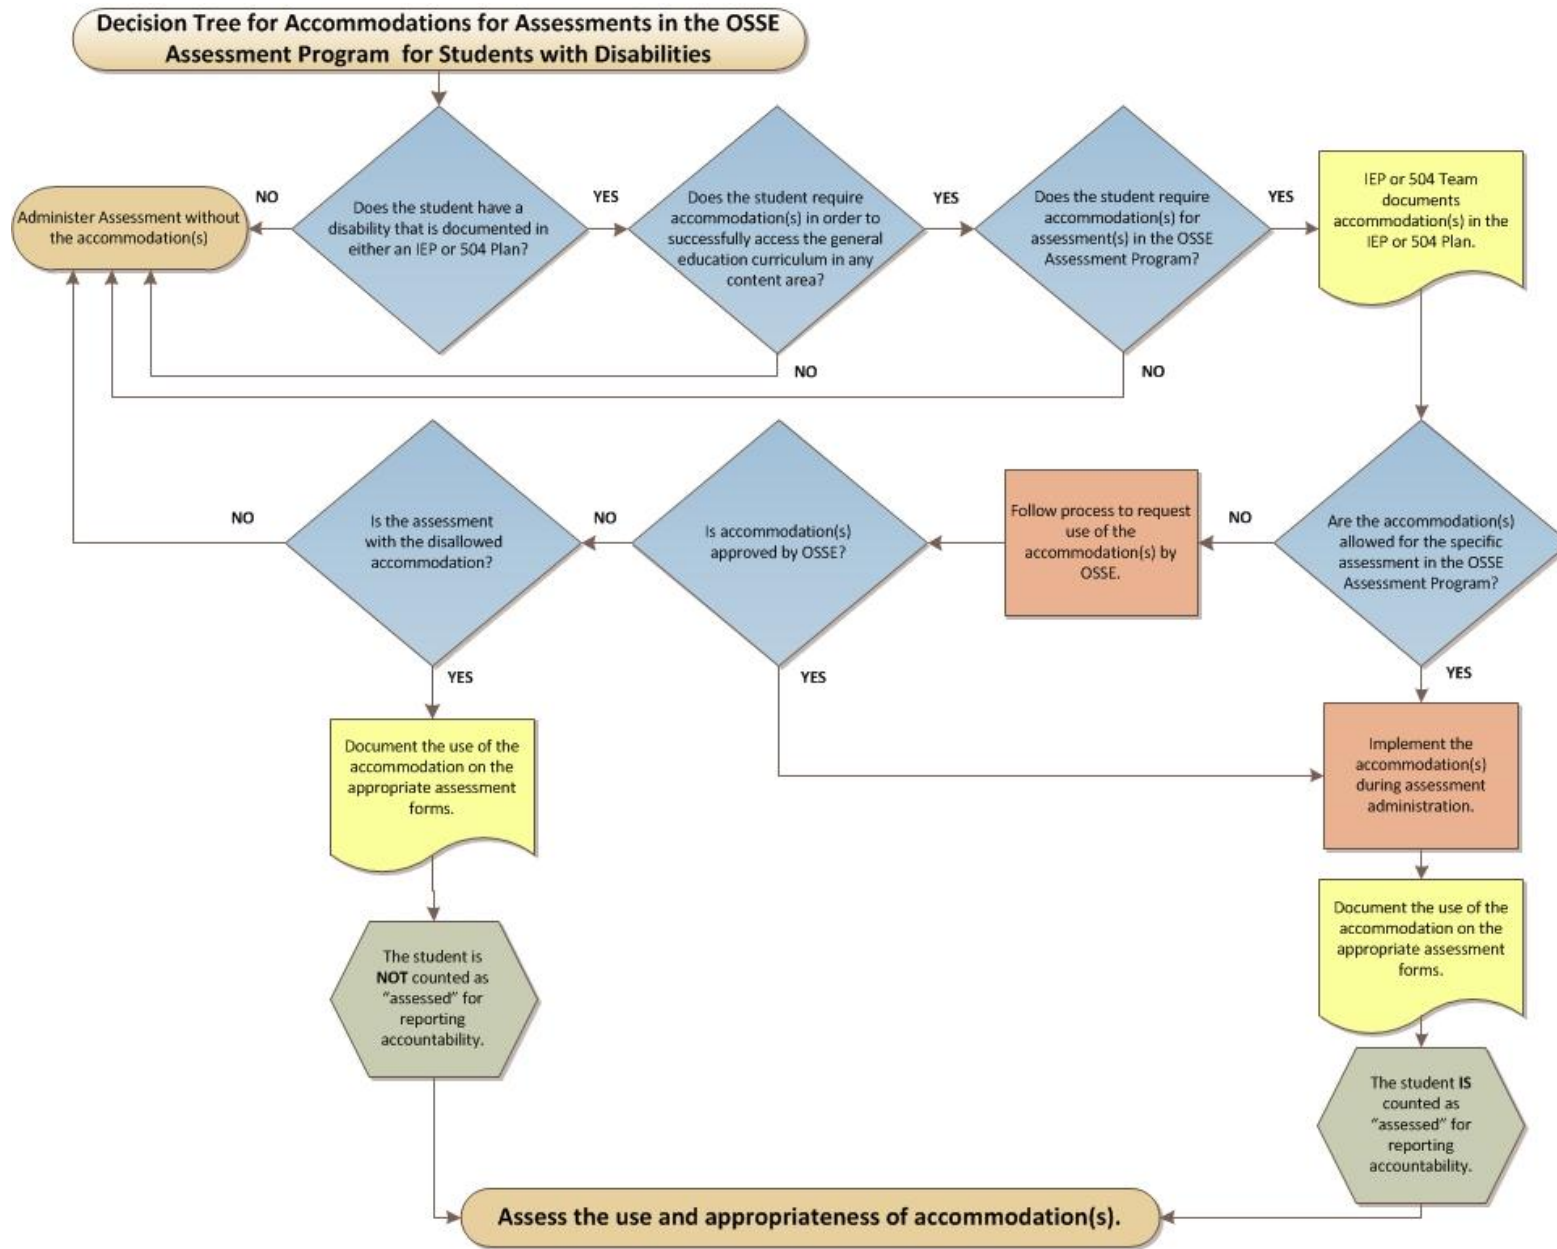 Decision Tree for Accommodations for Assessments in the OSSE
Assessment Program for Students with Disabilities
NO
Administer Assessment without
the accommodation(s)
Does the student have a
disability that is documented in
either an IEP or 504 Plan?
YES
Does the student require
accommodation(s) in order to
successfully access the general
education curriculum in any
content area?
YES
Does the student require
accommodation(s) for
assessment(s) in the OSSE
Assessment Program?
YES
IEP or 504 Team
documents
accommodation(s) in the
IEP or 504 Plan.
NO
NO
NO
Is the assessment
with the disallowed
accommodation?
NO
Is accommodation(s)
approved by OSSE?
Follow process to request
use of the
accommodation(s) by
OSSE.
NO
Are the accommodation(s)
allowed for the specific
assessment in the OSSE
Assessment Program?
YES
YES
YES
Document the use of the
accommodation on the
appropriate assessment
forms.
Implement the
accommodation(s)
during assessment
administration.
Document the use of the
accommodation on the
appropriate assessment
forms.
The student is
NOT counted as
“assessed” for
reporting
accountability.
The student IS
counted as
“assessed” for
reporting
accountability.
Assess the use and appropriateness of accommodation(s).